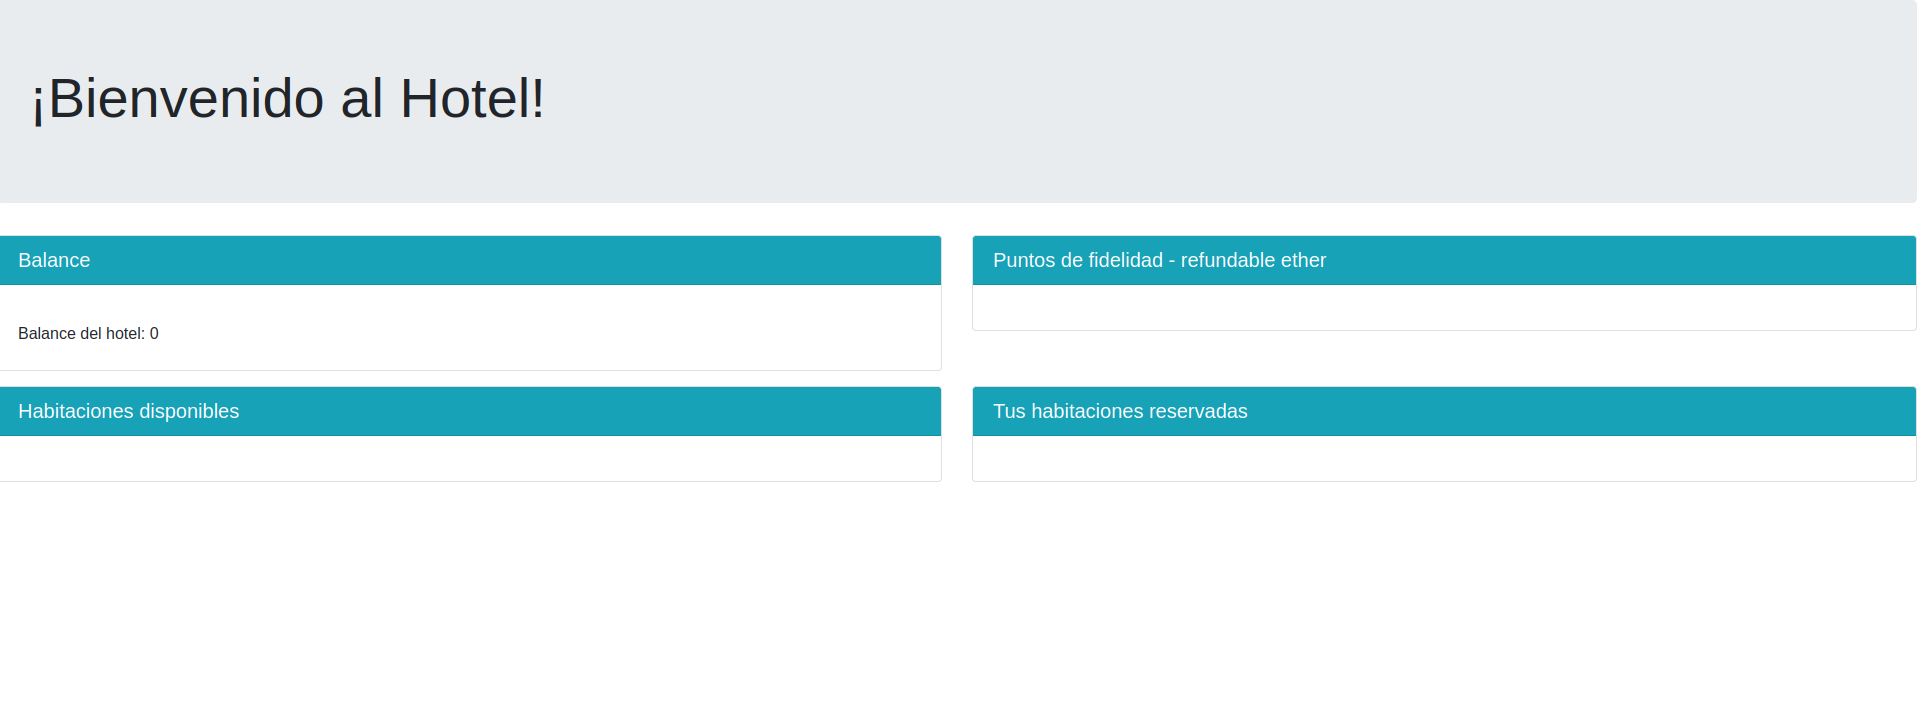 ¡Bienvenido al Hotel!
Balance
Balance del hotel: 0
Puntos de fidelidad - refundable ether
Habitaciones disponibles
Tus habitaciones reservadas